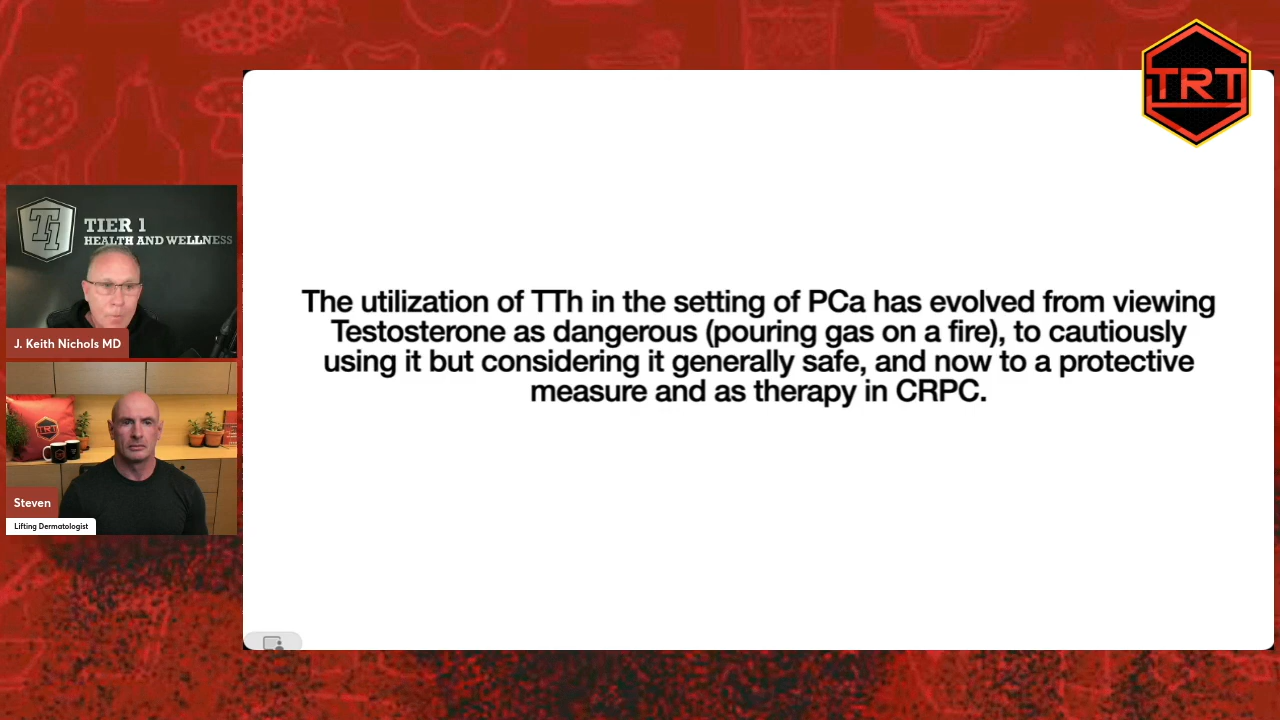 TRT
TIER 1
HEALTH AND WELLNESS
J. Keith Nichols MD
TRT
Steven
Lifting Dermatologist
The utilization of TTh in the setting of PCa has evolved from viewing
Testosterone as dangerous (pouring gas on a fire), to cautiously
using it but considering it generally safe, and now to a protective
measure and as therapy in CRPC.